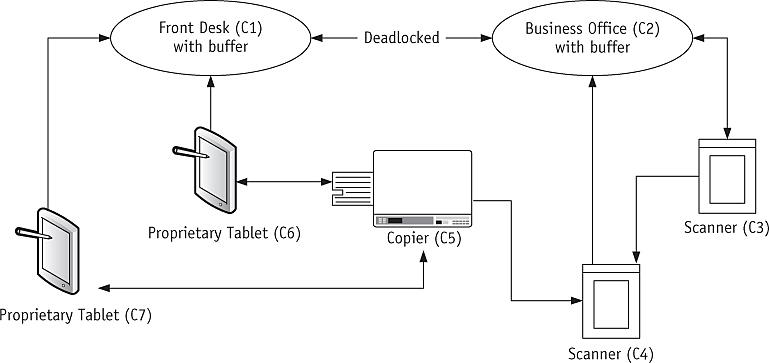 Front Desk (C1)
with buffer
Deadlocked
Business Office (C2)
with buffer
Proprietary Tablet (C6)
Copier (C5)
Scanner (C3)
Proprietary Tablet (C7)
Scanner (C4)